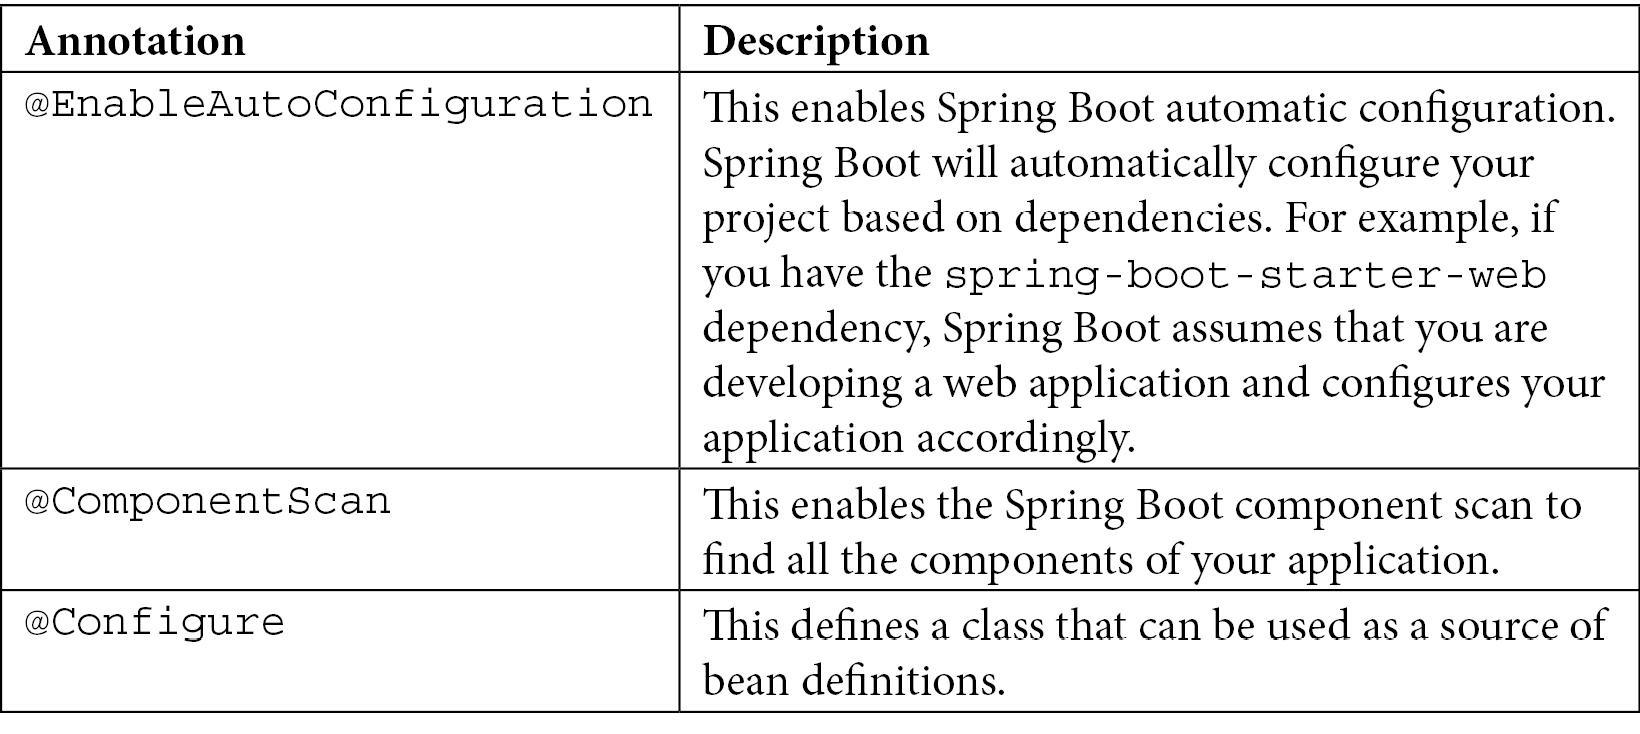 Annotation Description
@EnableAutoConfiguration This enables Spring Boot automatic configuration.
Spring Boot will automatically configure your
project based on dependencies. For example, if
you have the spring-boot-starter-web
dependency, Spring Boot assumes that you are
developing a web application and configures your
application accordingly.
@ComponentScan This enables the Spring Boot component scan to
find all the components of your application.
@Configure This defines a class that can be used as a source of
bean definitions.